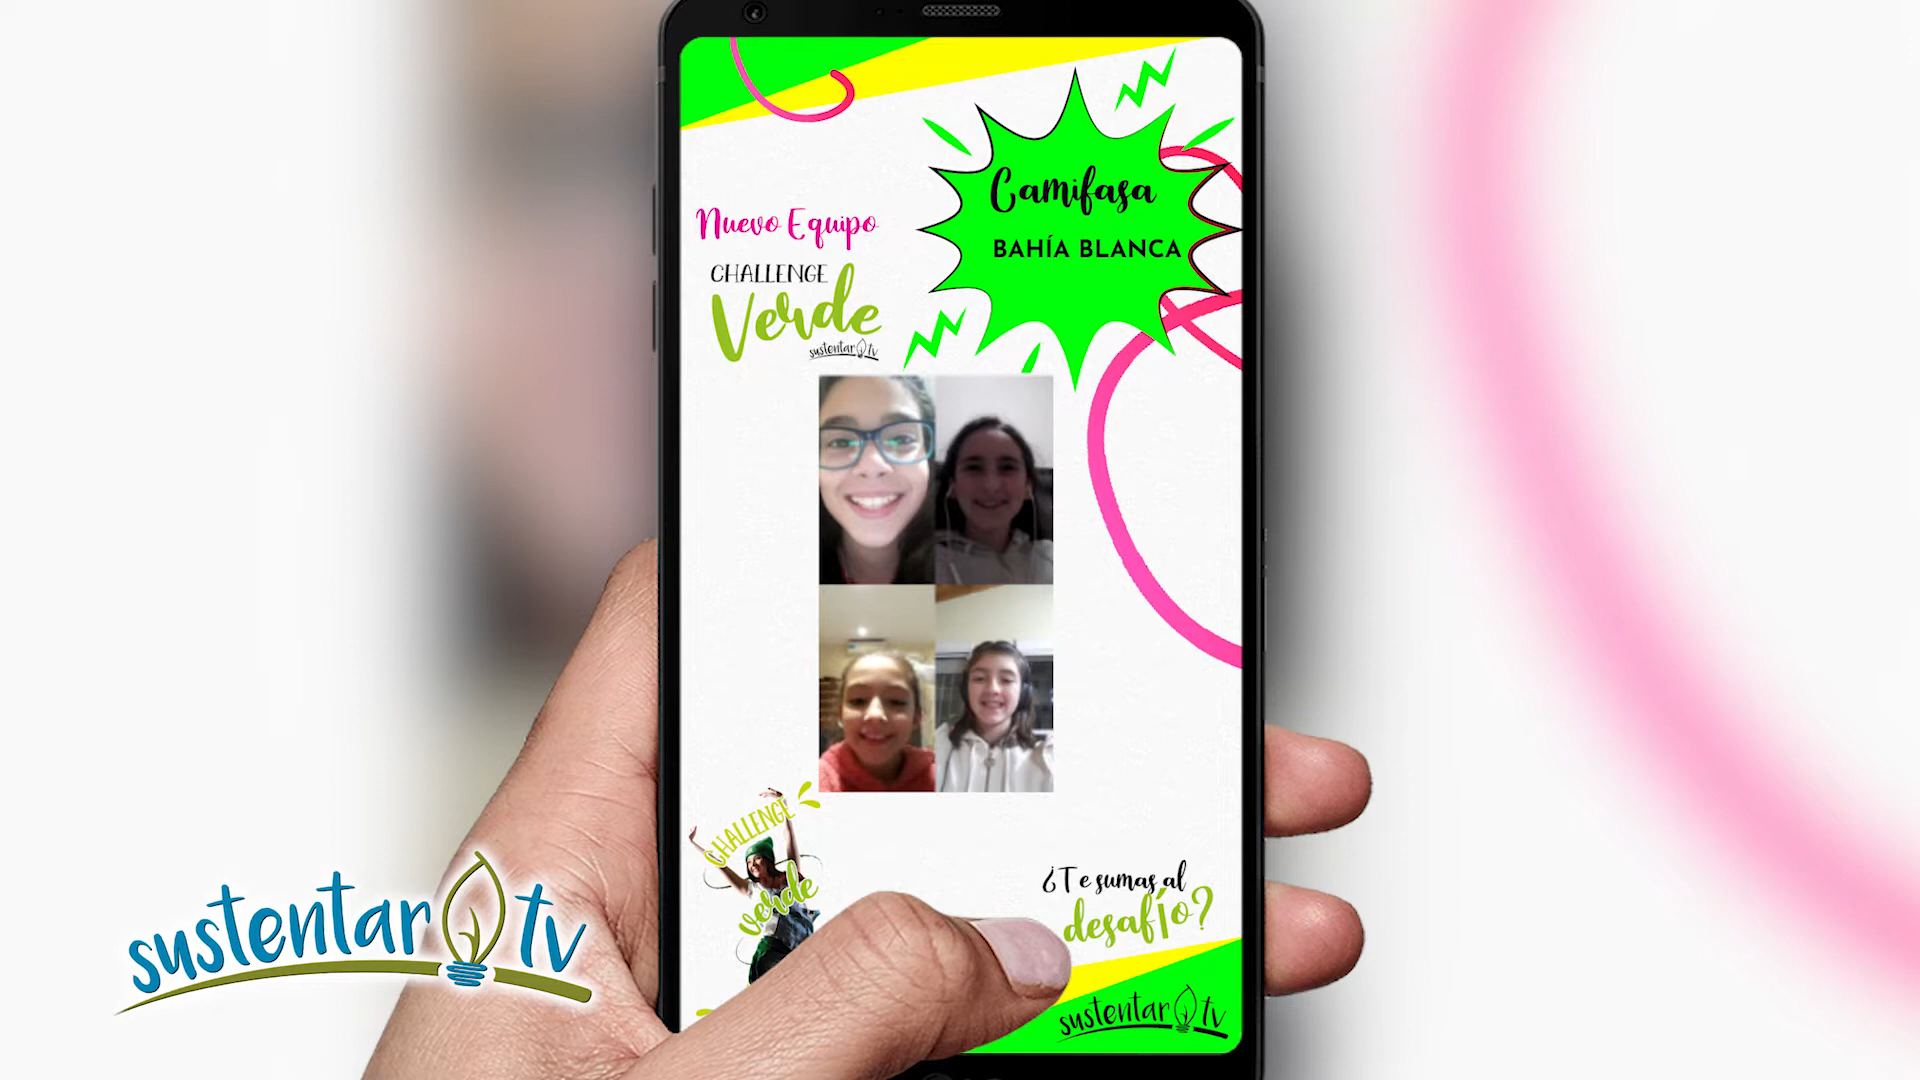 Camifasa
BAHÍA BLANCA
Nuevo Equipo
CHALLENGE
Verde
sustentar tv
CHALLENGE
verde
¿Te sumas al
desafío?
sustentar tv
sustentar tv